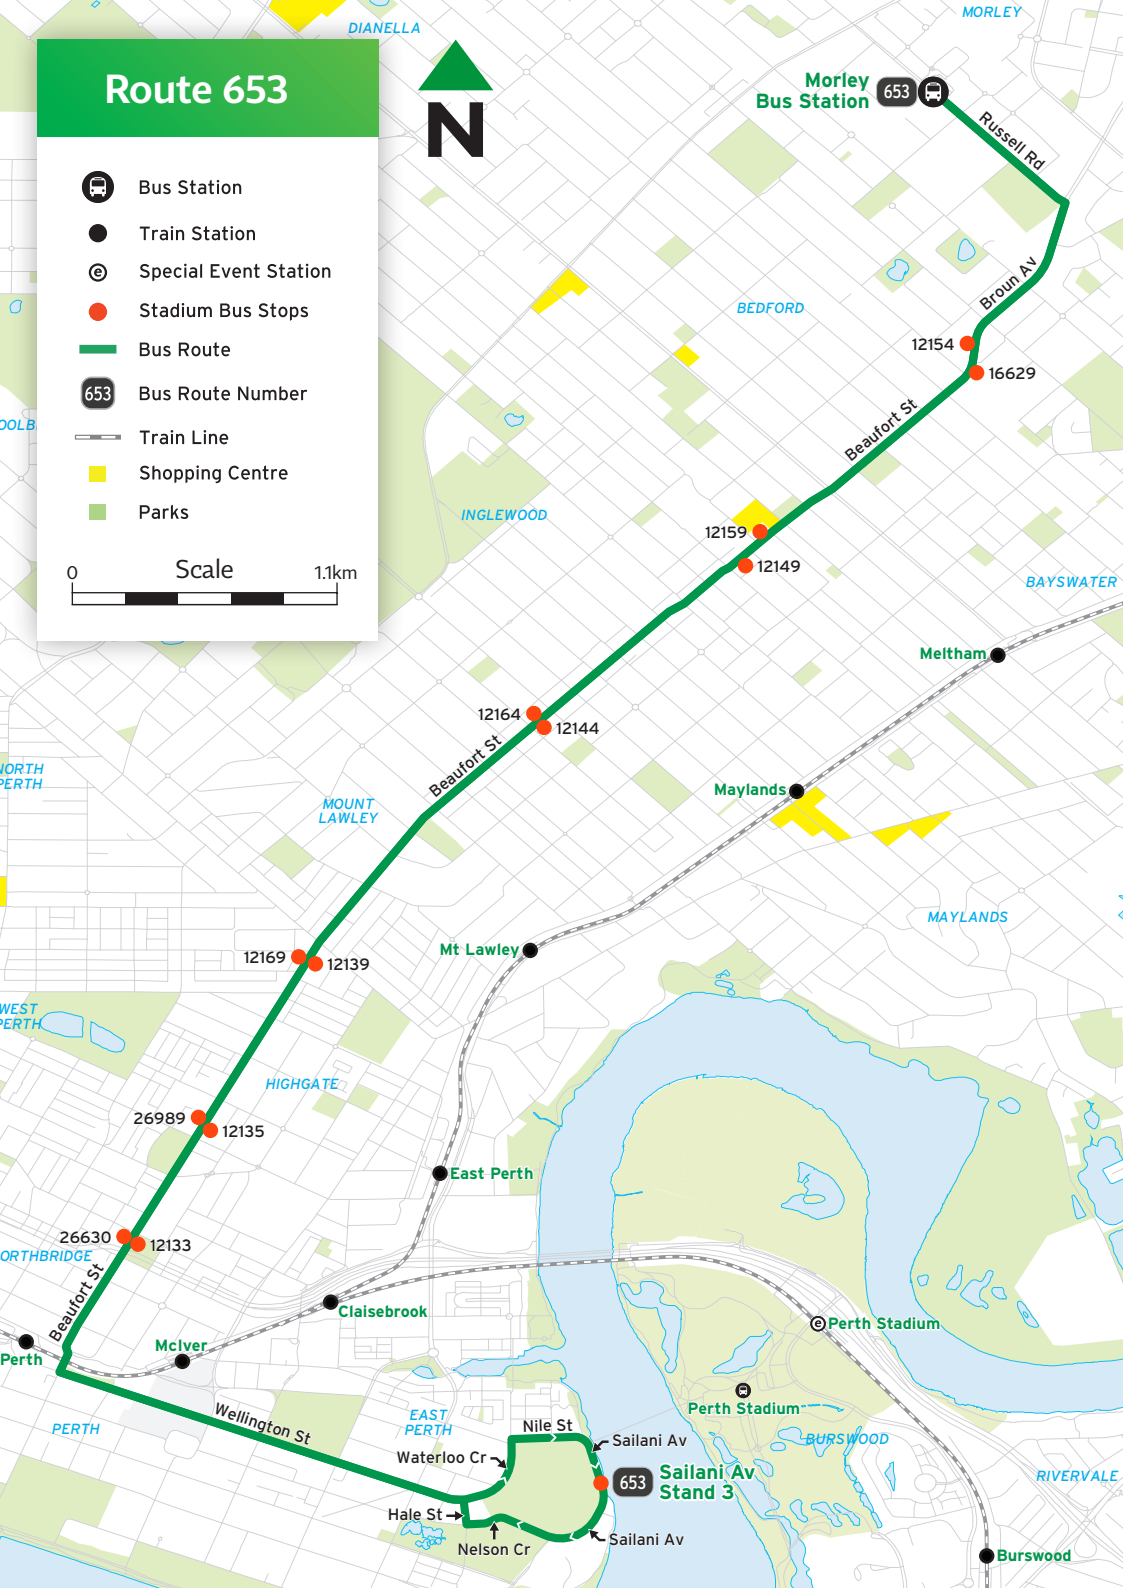 DIANELLA
MORLEY
Route 653
N
Morley
Bus Station
653
Russell Rd
Bus Station
Train Station
e
Special Event Station
Stadium Bus Stops
Bus Route
653
Bus Route Number
Train Line
Shopping Centre
Parks
Scale
0
1.1km
Broun Av
BEDFORD
12154
16629
Beaufort St
OOLB
INGLEWOOD
12159
12149
BAYSWATER
Meltham
12164
12144
Beaufort St
NORTH
PERTH
Maylands
MOUNT
LAWLEY
MAYLANDS
Mt Lawley
12169
12139
WEST
PERTH
HIGHGATE
26989
12135
East Perth
26630
12133
ORTHBRIDGE
Beaufort St
Claisebrook
e
Perth Stadium
Perth
McIver
Perth Stadium
PERTH
Wellington St
EAST
PERTH
Nile St
Sailani Av
BURSWOOD
Waterloo Cr
653
Sailani Av
Stand 3
RIVERVALE
Hale St
Nelson Cr
Sailani Av
Burswood